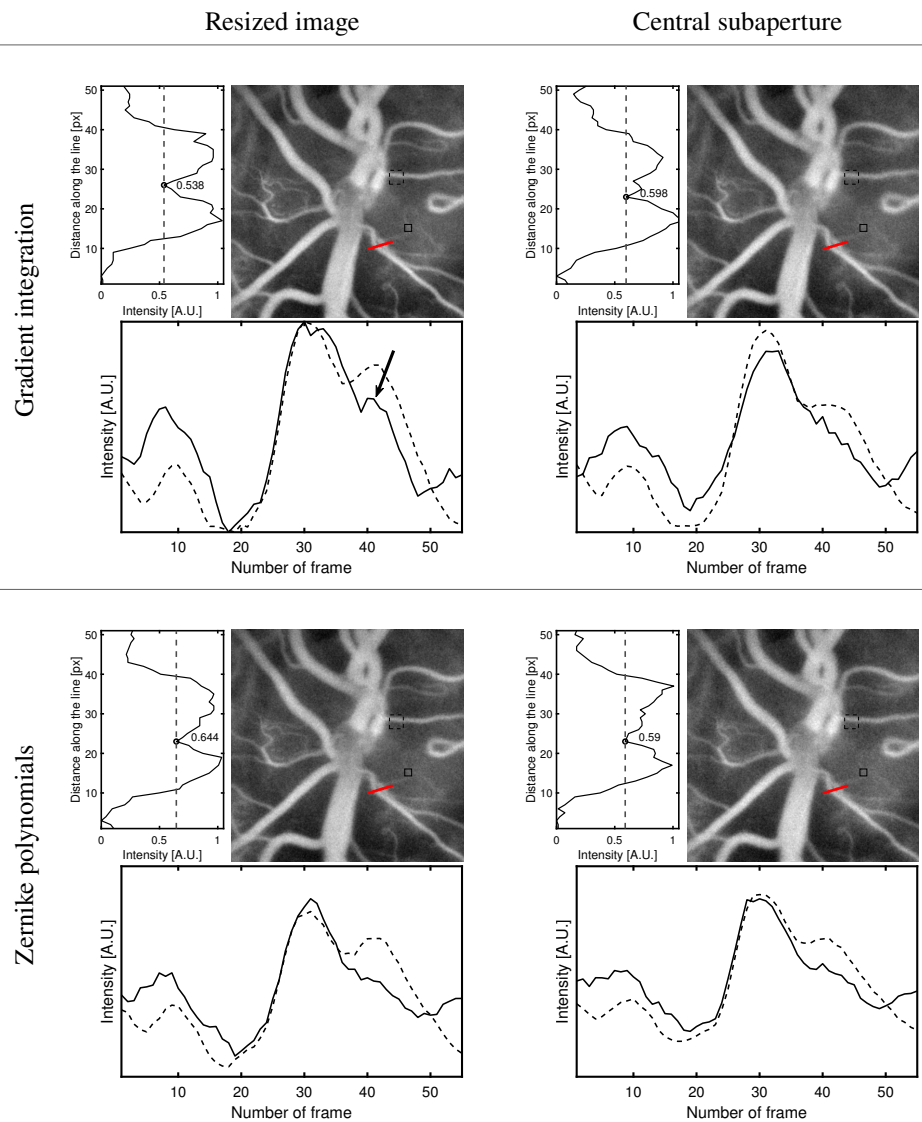 Resized image
Central subaperture
Gradient integration
Distance along the line [px]
50
40
30
20
10
0.538
0
0.5
1
Intensity [A.U.]
Distance along the line [px]
50
40
30
20
10
0.598
0
0.5
1
Intensity [A.U.]
Intensity [A.U.]
10
20
30
40
50
Number of frame
Intensity [A.U.]
10
20
30
40
50
Number of frame
Zernike polynomials
Distance along the line [px]
50
40
30
20
10
0.644
0
0.5
1
Intensity [A.U.]
Distance along the line [px]
50
40
30
20
10
0.59
0
0.5
1
Intensity [A.U.]
Intensity [A.U.]
10
20
30
40
50
Number of frame
Intensity [A.U.]
10
20
30
40
50
Number of frame